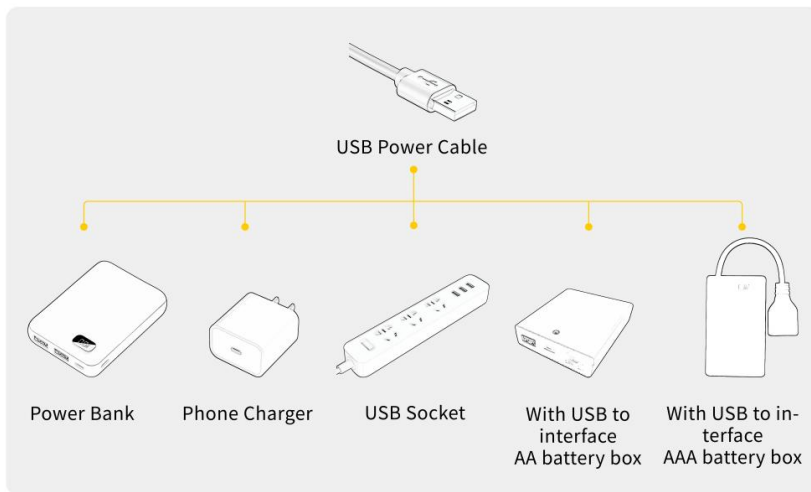 USB Power Cable
Power Bank
Phone Charger
USB Socket
With USB to
interface
AA battery box
With USB to in-
terface
AAA battery box